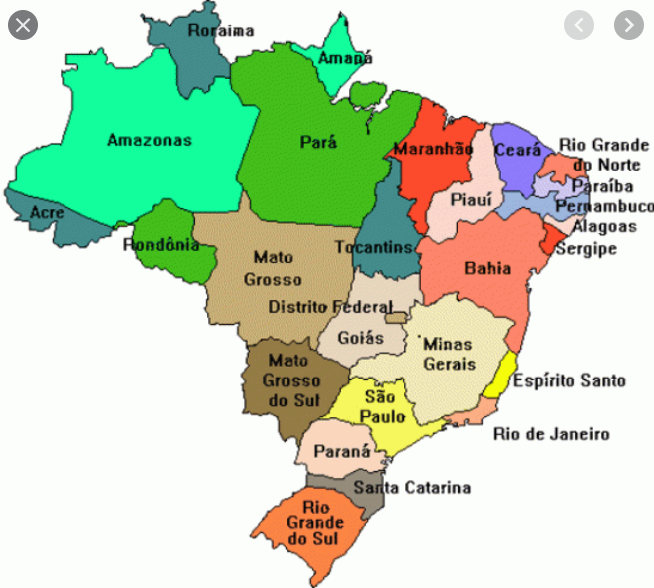 Roraima
Amapá
Amazonas
Pará
Maranhão
Ceará
Rio Grande
do Norte
Paraíba
Piauí
Pernambuco
Acre
Alagoas
Rondônia
Tocantins
Sergipe
Mato
Grosso
Bahia
Distrito Federal
Goiás
Minas
Gerais
Mato
Grosso
do Sul
Espírito Santo
São
Paulo
Rio de Janeiro
Paraná
Santa Catarina
Rio
Grande
do Sul